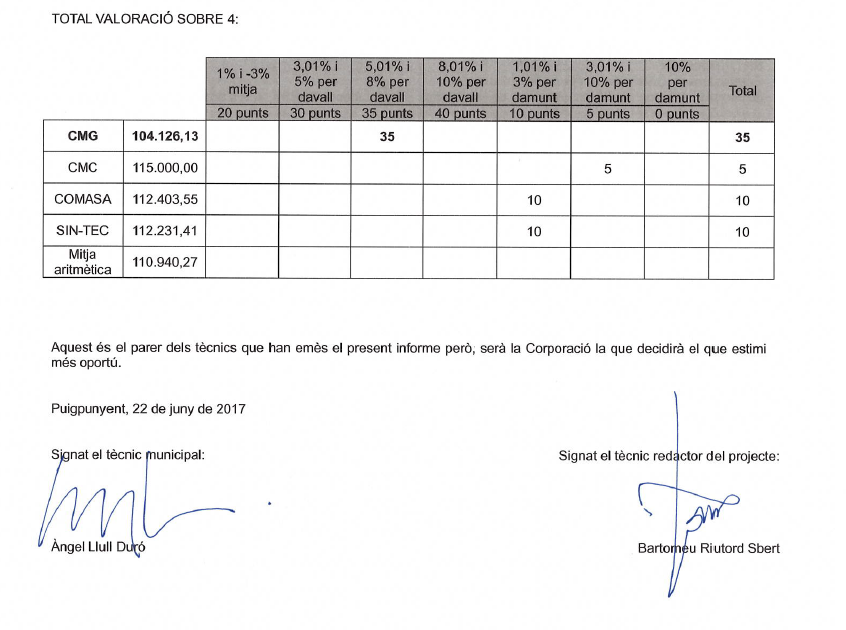 TOTAL VALORACIÓ SOBRE 4:
1% i -3% mitja 3,01% i 5% per davall 5,01% i 8% per davall 8,01% i 10% per davall 1,01% i 3% per damunt 3,01% i 10% per damunt 10% per damunt Total
20 punts 30 punts 35 punts 40 punts 10 punts 5 punts 0 punts
CMG 104.126,13 35 35
CMC 115.000,00 5 5
COMASA 112.403,55 10 10
SIN-TEC 112.231,41 10 10
Mitja aritmètica 110.940,27
Aquest és el parer dels tècnics que han emès el present informe però, serà la Corporació la que decidirà el que estimi
més oportú.
Puigpunyent, 22 de juny de 2017
Signat el tècnic municipal: Signat el tècnic redactor del projecte:
Àngel Llull Duró Bartomeu Riutord Sbert